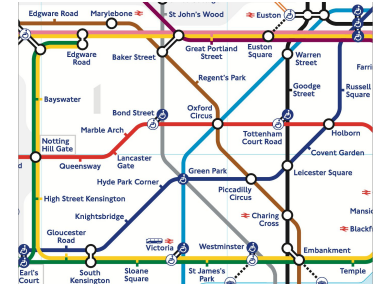 Edgware Road
Marylebone
St John's Wood
Euston
Edgware
Road
Baker Street
Great Portland
Street
Euston
Square
Warren
Street
Regent's Park
Farri
Goodge
Street
Russell
Square
Bayswater
Bond Street
Oxford
Circus
Marble Arch
Tottenham
Court Road
Holborn
Notting
Hill Gate
Lancaster
Gate
Covent Garden
d
Queensway
Green Park
Leicester Square
Hyde Park Corner
Piccadilly
Circus
High Street Kensington
Mansi
Knightsbridge
Charing
Cross
Blackf
Gloucester
Road
Victoria
Westminster
Embankment
Earl's
Court
South
Kensington
Sloane
Square
St James's
Park
Temple